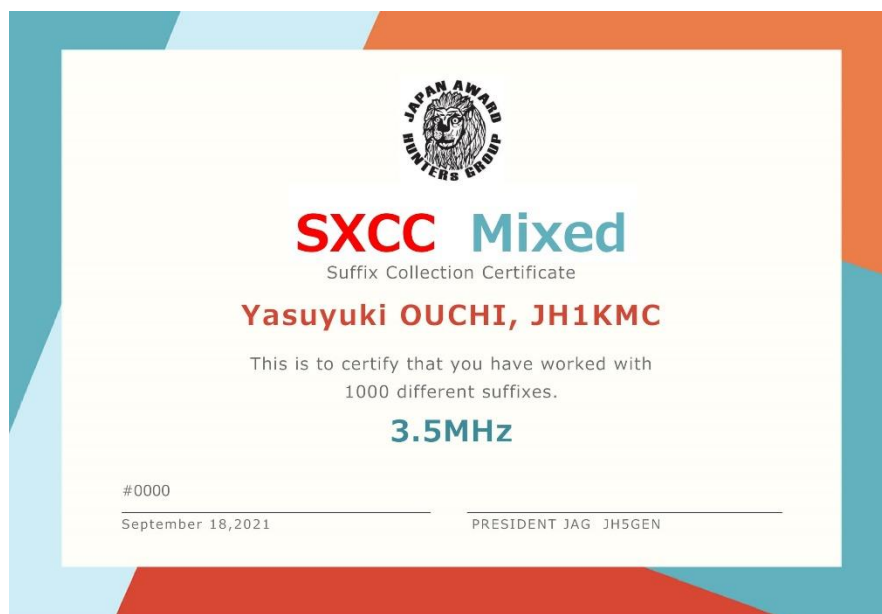 JAPAN AWARD
HUNTERS GROUP
SXCC Mixed
Suffix Collection Certificate
Yasuyuki OUCHI, JH1KMC
This is to certify that you have worked with
1000 different suffixes.
3.5MHz
#0000
September 18,2021
PRESIDENT JAG JH5GEN